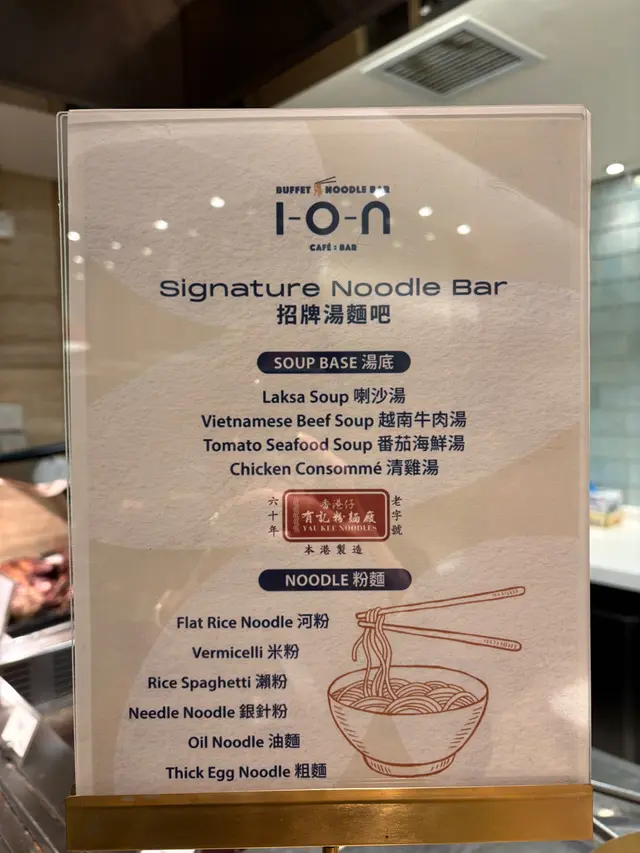 BUFFET NOODLE BAR
I-O-N
CAFÉ : BAR
Signature Noodle Bar
招牌湯麵吧
SOUP BASE 湯底
Laksa Soup 喇沙湯
Vietnamese Beef Soup 越南牛肉湯
Tomato Seafood Soup 番茄海鮮湯
Chicken Consommé 清雞湯
六十年
香港仔
有記粉麵廠
YAU KEE NOODLES
老字號
本港製造
NOODLE 粉麵
Flat Rice Noodle 河粉
Vermicelli 米粉
Rice Spaghetti 瀨粉
Needle Noodle 銀針粉
Oil Noodle 油麵
Thick Egg Noodle 粗麵